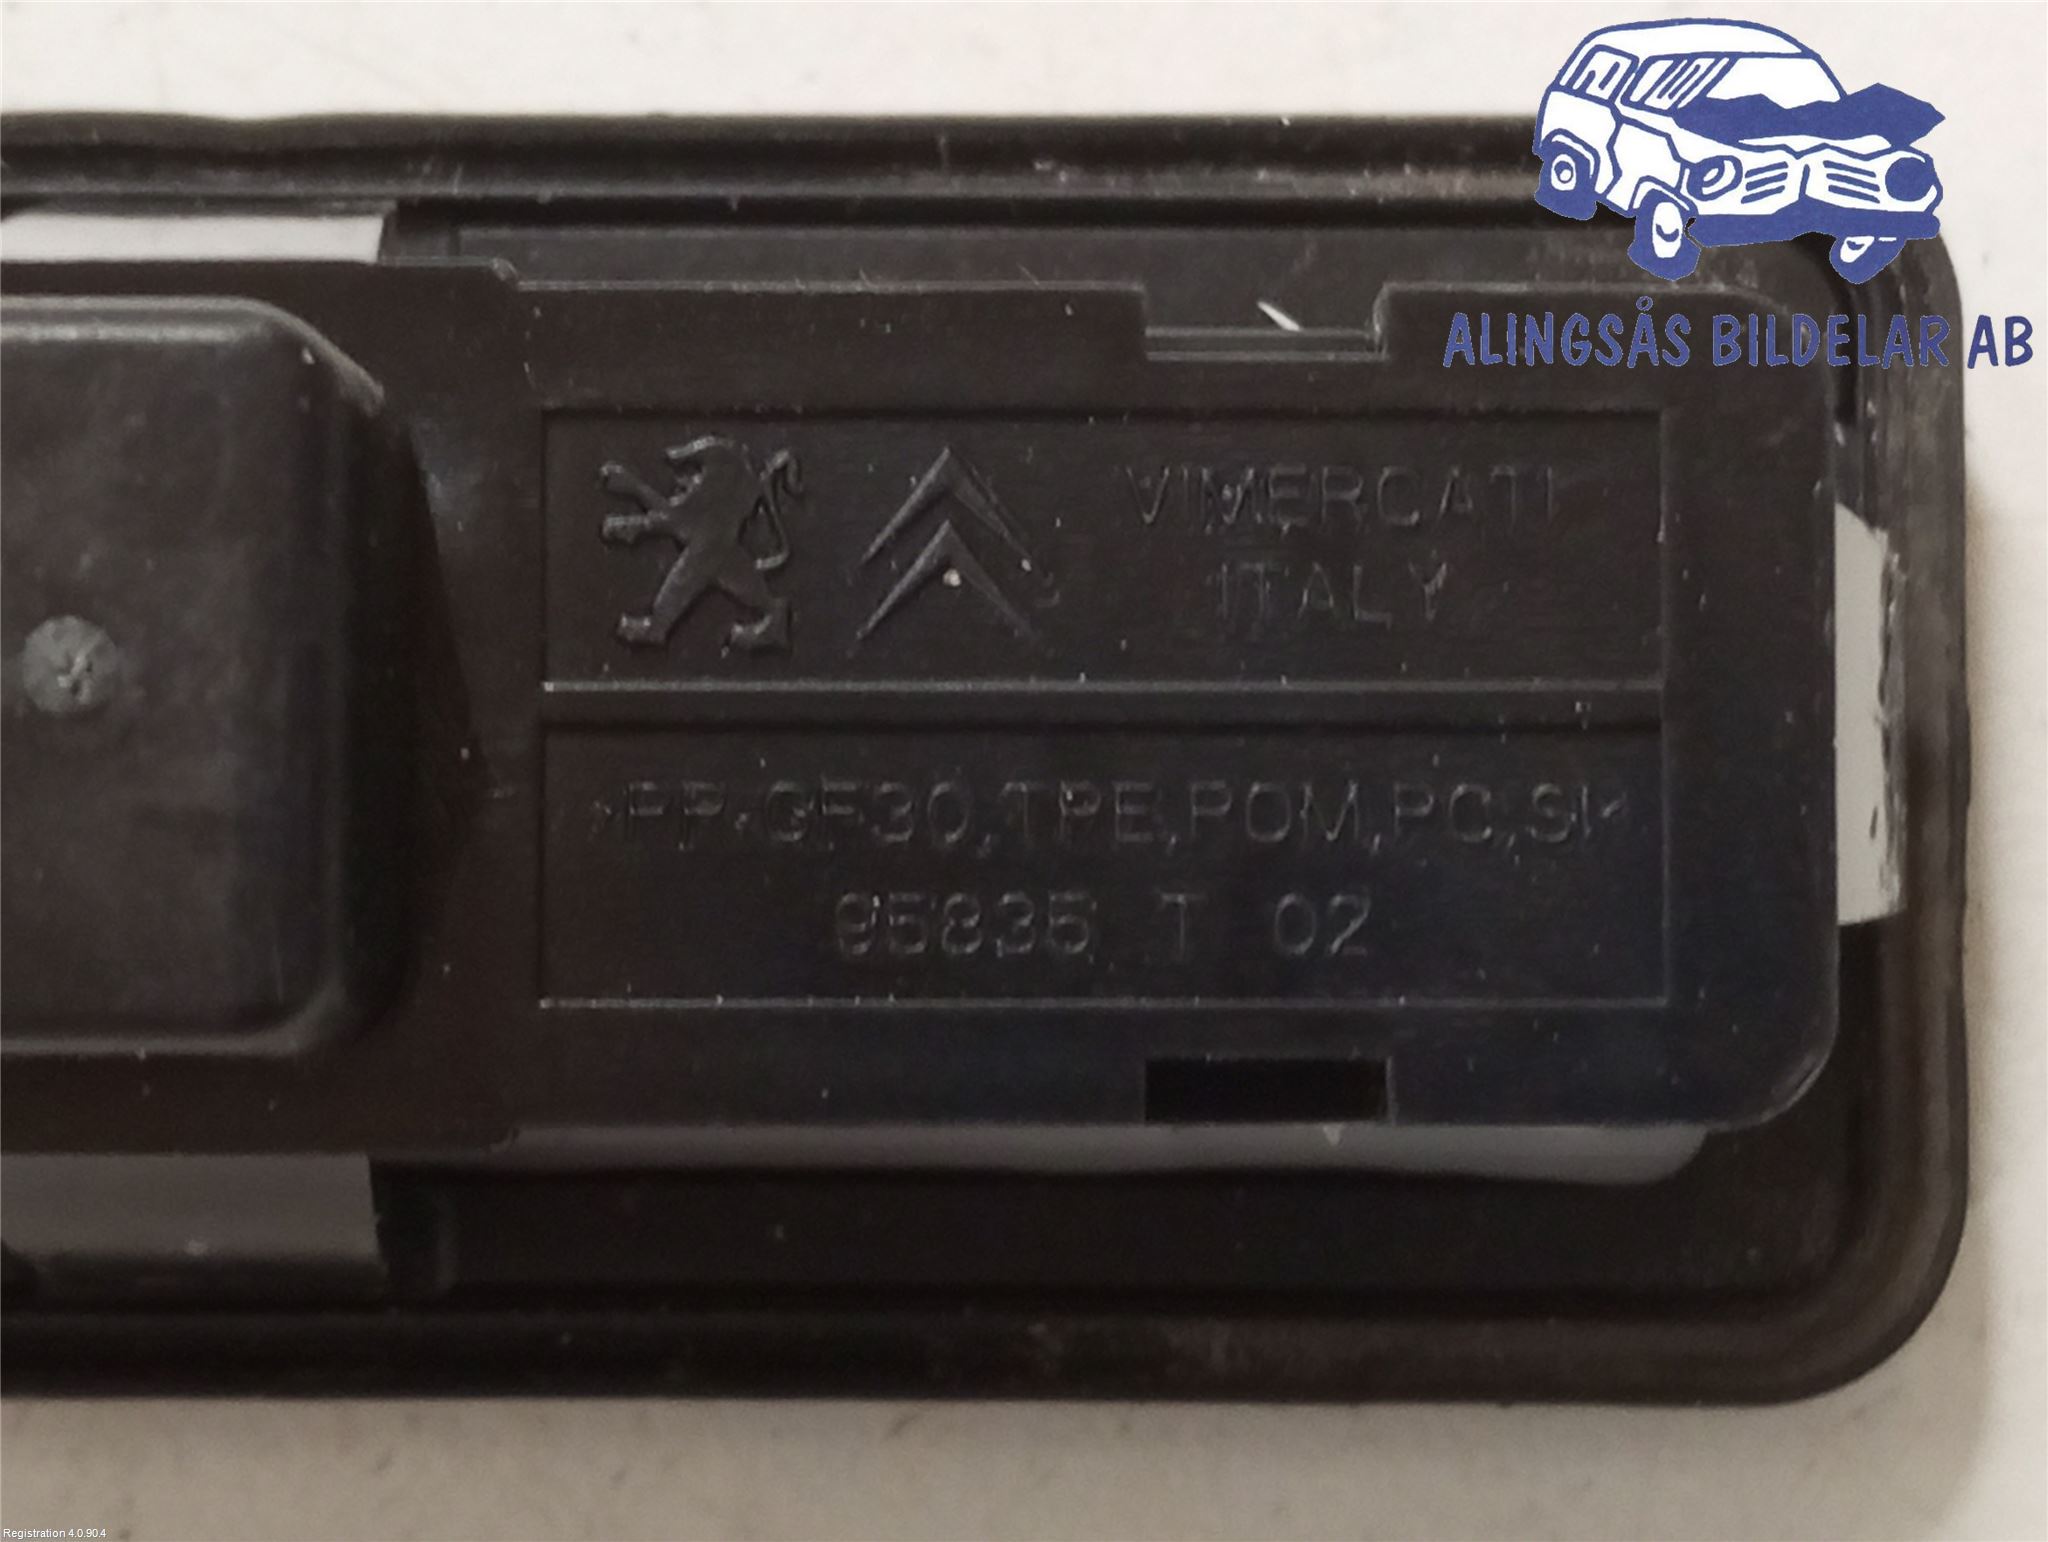 ALINGSÅS BILDELAR AB
VIMERCATI
ITALY
>PP-GF30,TPE,POM,PC,SI<
95835 T 02
Registration 4.0.90.4